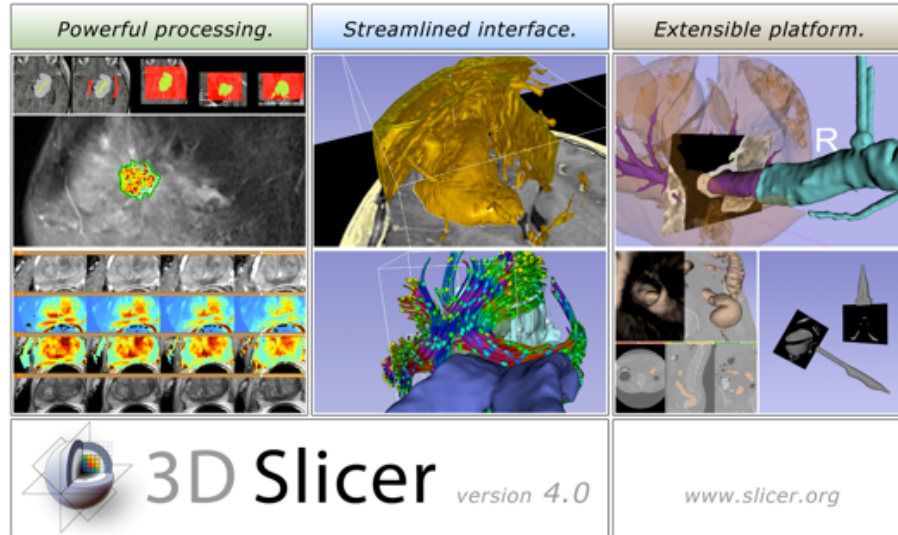 Powerful processing.
Streamlined interface.
Extensible platform.
R
3D Slicer version 4.0
www.slicer.org